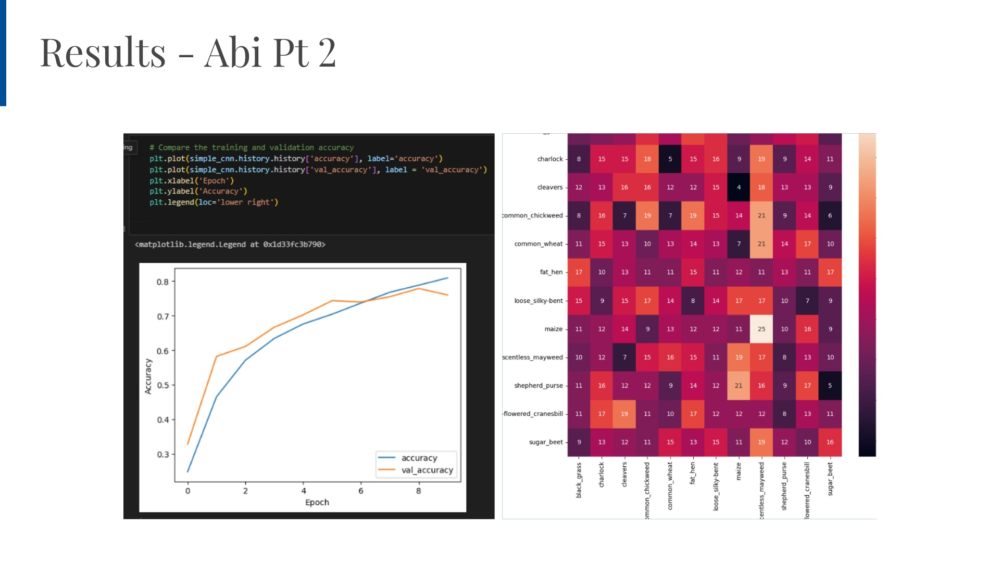 Results - Abi Pt 2
ing
# Compare the training and validation accuracy
plt.plot(simple_cnn.history.history['accuracy'], label='accuracy')
plt.plot(simple_cnn.history.history['val_accuracy'], label = 'val_accuracy')
plt.xlabel('Epoch')
plt.ylabel('Accuracy')
plt.legend(loc='lower right')
<matplotlib.legend.Legend at 0x1d33fc3b790>
0.8
0.7
0.6
0.5
0.4
0.3
Accuracy
accuracy
val_accuracy
0 2 4 6 8
Epoch
charlock 8 15 15 18 5 15 16 9 19 9 14 11
cleavers 12 13 16 16 12 12 15 4 18 13 13 9
common_chickweed 8 16 7 19 7 19 15 14 21 9 14 6
common_wheat 11 15 13 10 13 14 13 7 21 14 17 10
fat_hen 17 10 13 11 11 15 11 12 11 13 11 17
loose_silky-bent 15 9 15 17 14 8 14 17 17 10 7 9
maize 11 12 14 9 13 12 12 11 25 10 16 9
scentless_mayweed 10 12 7 15 16 15 11 19 17 8 13 10
shepherd_purse 11 16 12 12 9 14 12 21 16 9 17 5
-flowered_cranesbill 11 17 19 11 10 17 12 12 12 8 13 11
sugar_beet 9 13 12 11 15 13 15 11 19 12 10 16
black_grass
charlock
cleavers
ommon_chickweed
common_wheat
fat_hen
loose_silky-bent
maize
centless_mayweed
shepherd_purse
flowered_cranesbill
sugar_beet